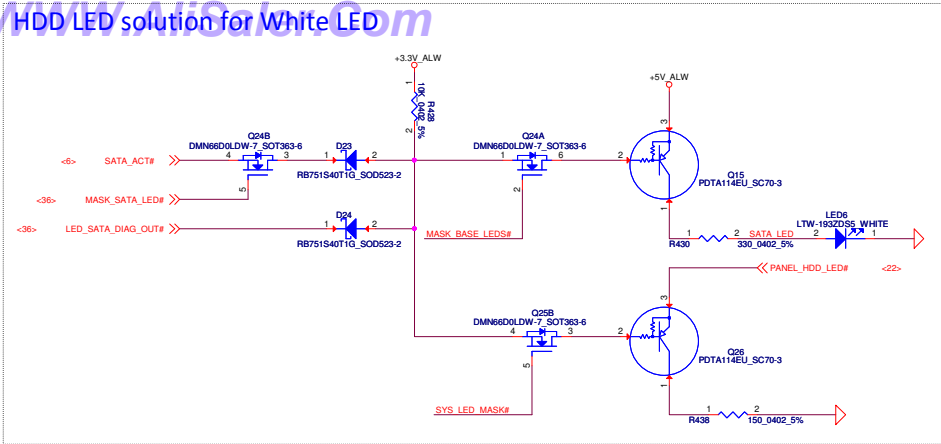 WWW.AliSaler.Com
HDD LED solution for White LED
+3.3V_ALW
+5V_ALW
1
10K_0402_5%
R428
2
3
Q24B
DMN66D0LDW-7_SOT363-6
D23
Q24A
DMN66D0LDW-7_SOT363-6
<6>
SATA_ACT#
4
3
1
2
1
6
2
RB751S40T1G_SOD523-2
Q15
PDTA114EU_SC70-3
5
2
<36>
MASK_SATA_LED#
D24
1
LED6
LTW-193ZDS5_WHITE
<36>
LED_SATA_DIAG_OUT#
1
2
MASK_BASE_LEDS#
1
2
SATA_LED
2
1
RB751S40T1G_SOD523-2
R430
330_0402_5%
PANEL_HDD_LED#
<22>
3
Q25B
DMN66D0LDW-7_SOT363-6
4
3
2
Q26
PDTA114EU_SC70-3
5
1
SYS_LED_MASK#
1
2
R438
150_0402_5%